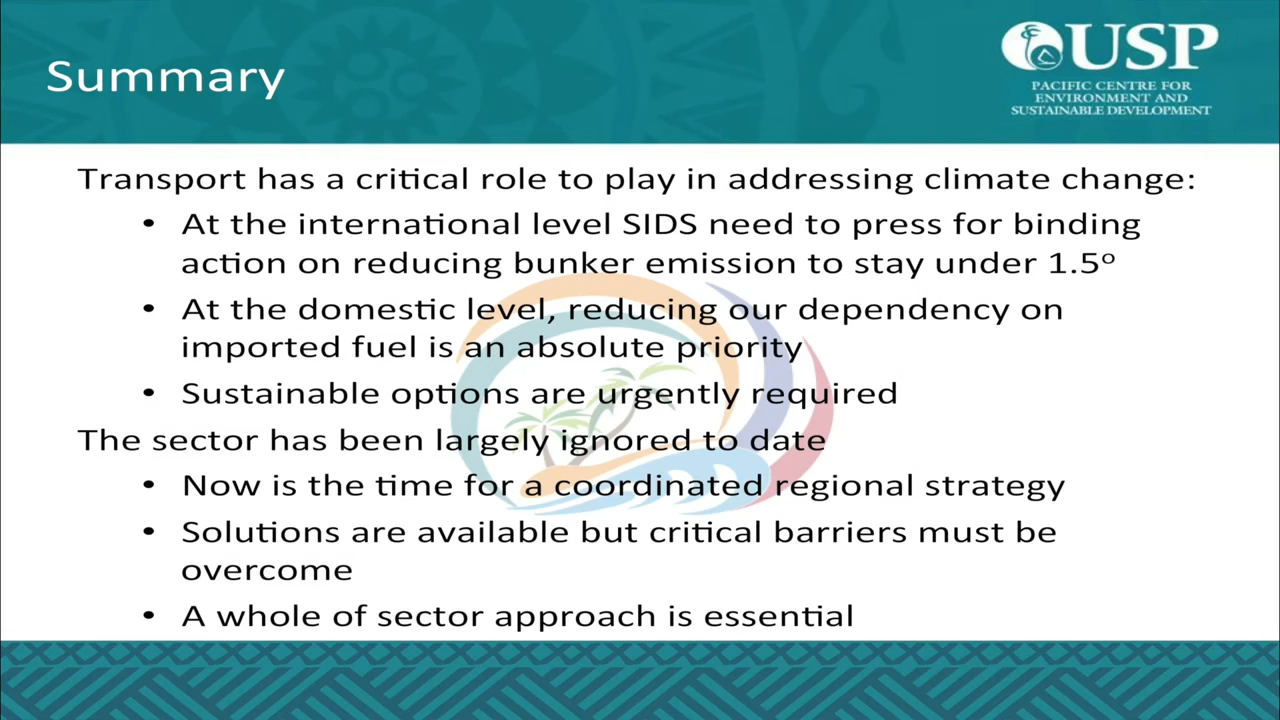 Summary
USP
PACIFIC CENTRE FOR
ENVIRONMENT AND
SUSTAINABLE DEVELOPMENT
Transport has a critical role to play in addressing climate change:
• At the international level SIDS need to press for binding
action on reducing bunker emission to stay under 1.5º
• At the domestic level, reducing our dependency on
imported fuel is an absolute priority
• Sustainable options are urgently required
The sector has been largely ignored to date
• Now is the time for a coordinated regional strategy
• Solutions are available but critical barriers must be
overcome
• A whole of sector approach is essential